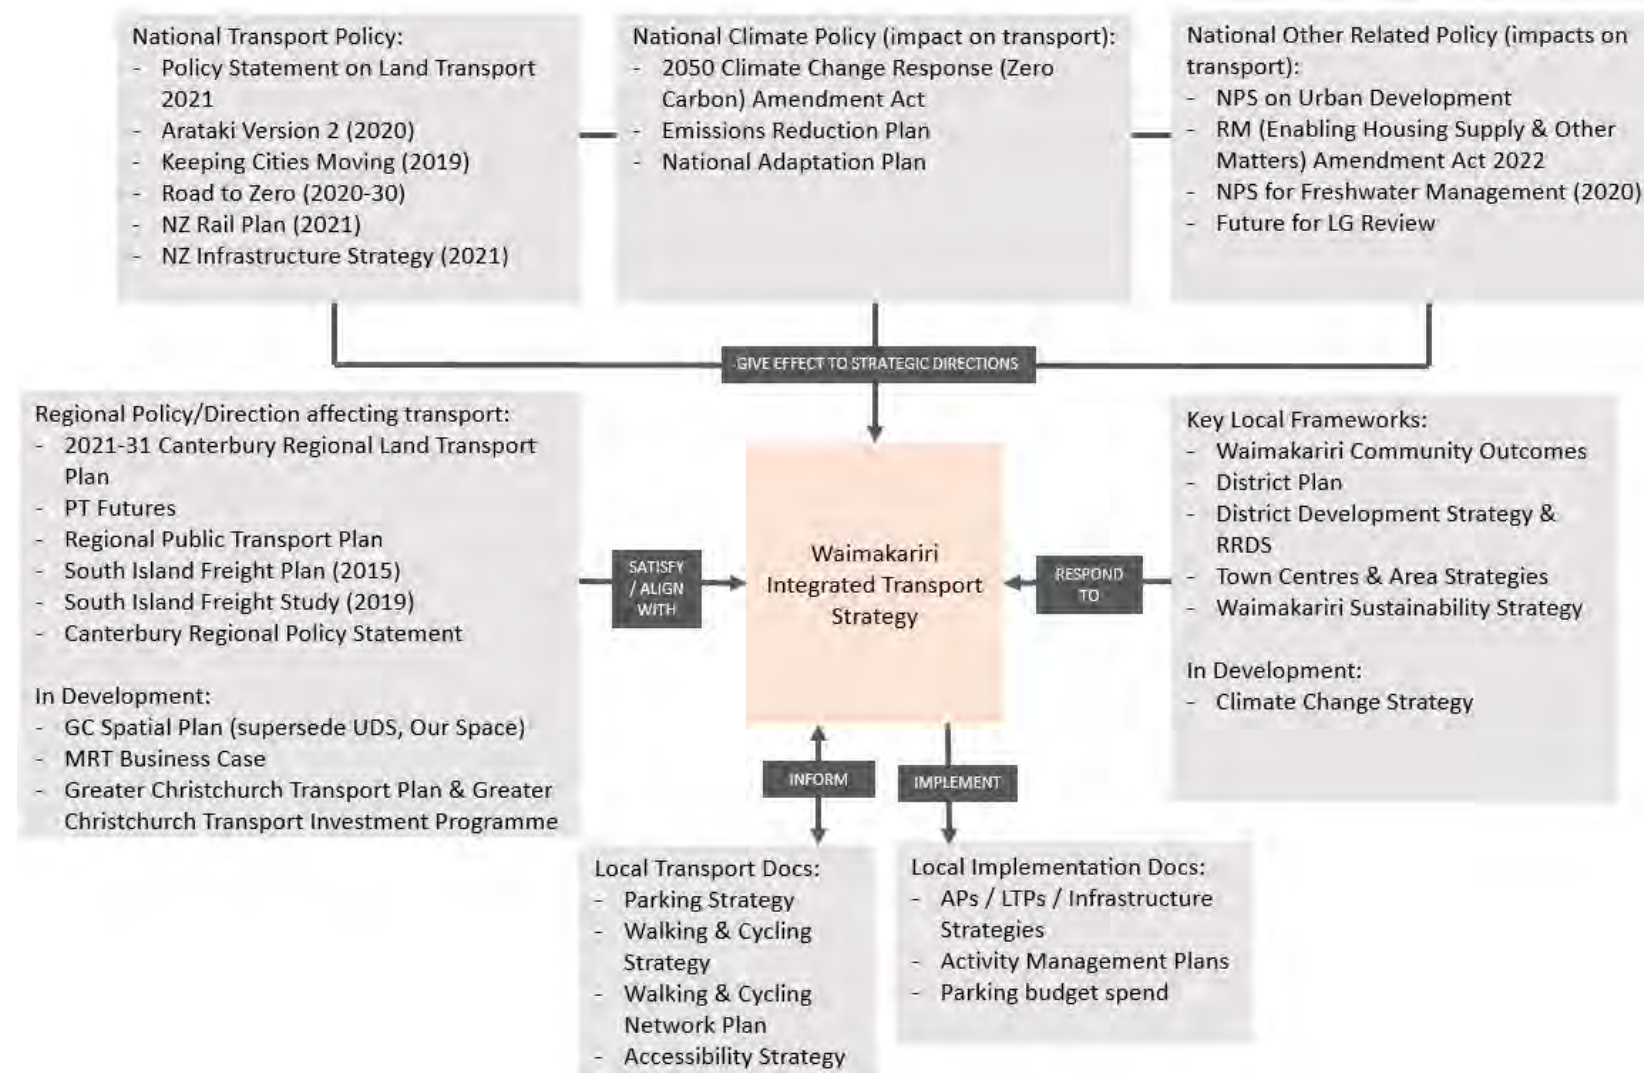 National Transport Policy:
- Policy Statement on Land Transport
2021
- Arataki Version 2 (2020)
- Keeping Cities Moving (2019)
- Road to Zero (2020-30)
- NZ Rail Plan (2021)
- NZ Infrastructure Strategy (2021)
National Climate Policy (impact on transport):
- 2050 Climate Change Response (Zero
Carbon) Amendment Act
- Emissions Reduction Plan
- National Adaptation Plan
National Other Related Policy (impacts on
transport):
- NPS on Urban Development
- RM (Enabling Housing Supply & Other
Matters) Amendment Act 2022
- NPS for Freshwater Management (2020)
- Future for LG Review
GIVE EFFECT TO STRATEGIC DIRECTIONS
Regional Policy/Direction affecting transport:
- 2021-31 Canterbury Regional Land Transport
Plan
- PT Futures
- Regional Public Transport Plan
- South Island Freight Plan (2015)
- South Island Freight Study (2019)
- Canterbury Regional Policy Statement
In Development:
- GC Spatial Plan (supersede UDS, Our Space)
- MRT Business Case
- Greater Christchurch Transport Plan & Greater
Christchurch Transport Investment Programme
SATISFY
/ ALIGN
WITH
Waimakariri
Integrated Transport
Strategy
RESPOND
TO
Key Local Frameworks:
- Waimakariri Community Outcomes
- District Plan
- District Development Strategy &
RRDS
- Town Centres & Area Strategies
- Waimakariri Sustainability Strategy
In Development:
- Climate Change Strategy
INFORM
IMPLEMENT
Local Transport Docs:
- Parking Strategy
- Walking & Cycling
Strategy
- Walking & Cycling
Network Plan
- Accessibility Strategy
Local Implementation Docs:
- APs / LTPs / Infrastructure
Strategies
- Activity Management Plans
- Parking budget spend